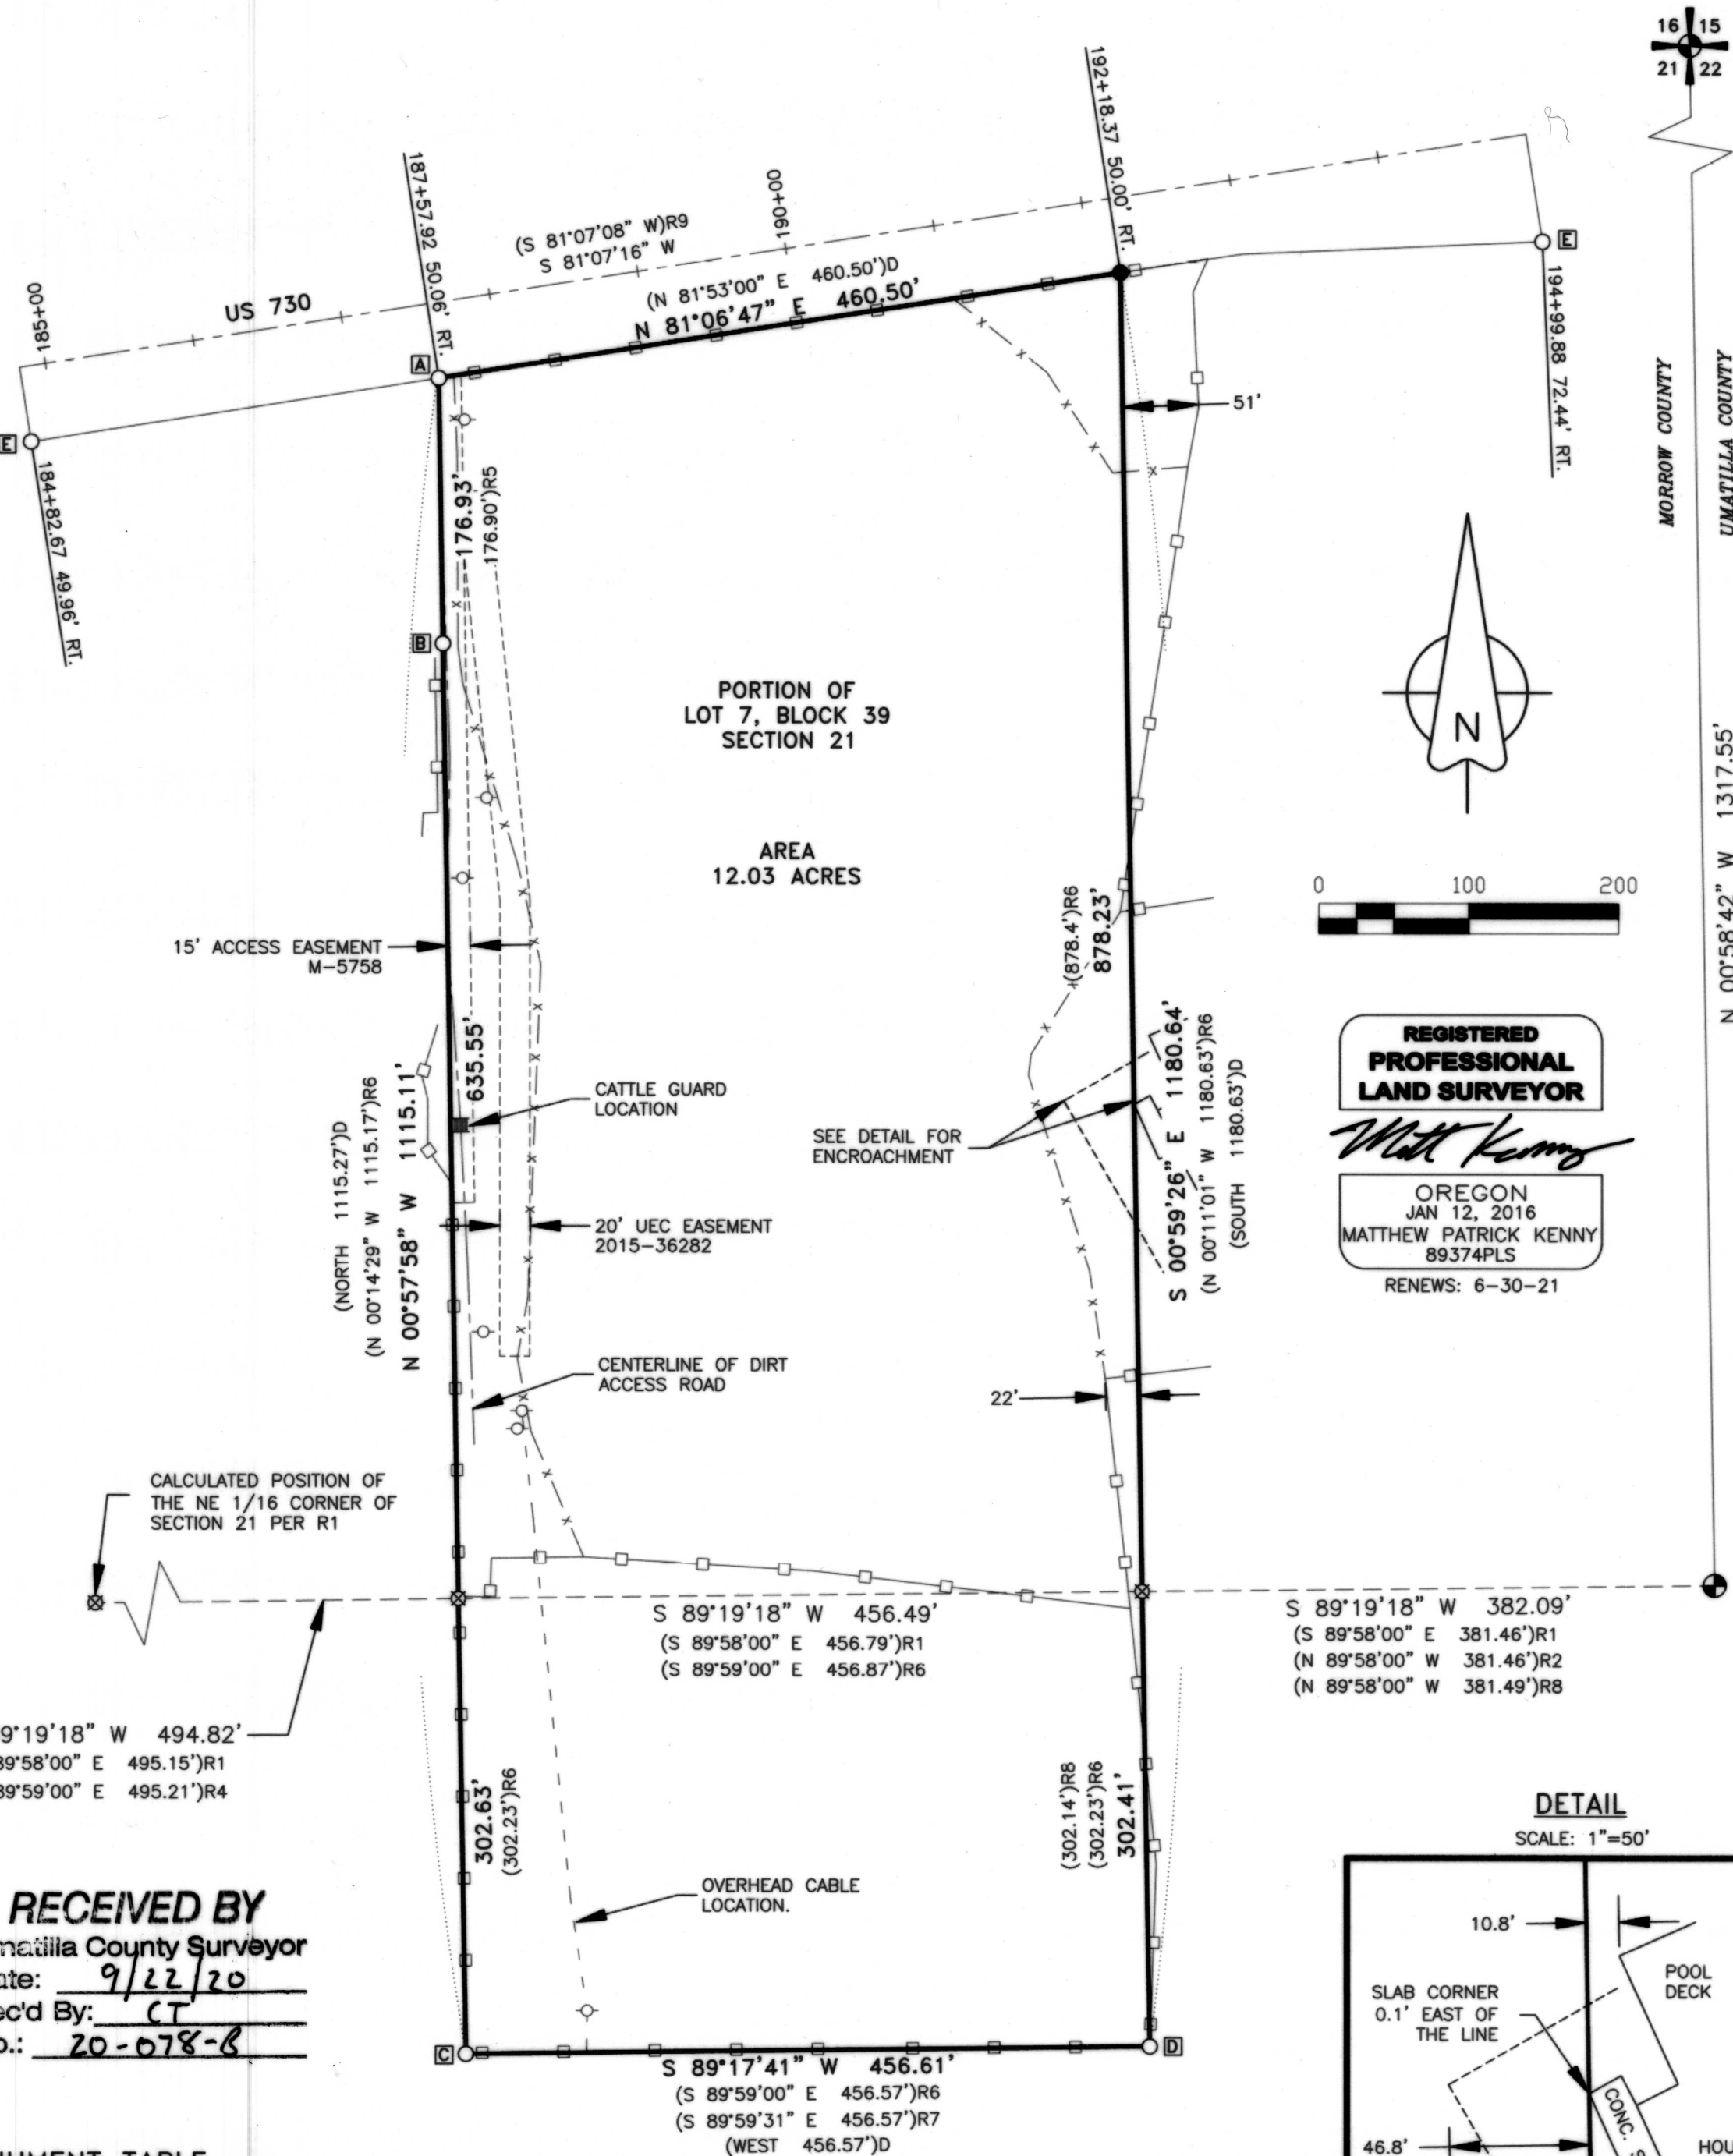 16 15
21 22
192+18.37 50.00' RT.
187+57.92 50.06' RT.
190+00
(S 81°07'08" W)R9
S 81°07'16" W
185+00
US 730
(N 81°53'00" E 460.50')D
N 81°06'47" E 460.50'
E
194+99.88 72.44' RT.
A
E
184+82.67 49.96' RT.
51'
MORROW COUNTY
UMATILLA COUNTY
176.93'
176.90')R5
B
PORTION OF
LOT 7, BLOCK 39
SECTION 21
AREA
12.03 ACRES
N
N 00°58'42" W 1317.55'
0 100 200
15' ACCESS EASEMENT
M-5758
(878.4')R6
878.23'
635.55'
CATTLE GUARD
LOCATION
(NORTH 1115.27')D
(N 00°14'29" W 1115.17')R6
N 00°57'58" W 1115.11'
SEE DETAIL FOR
ENCROACHMENT
S 00°59'26" E 1180.64'
(N 00°11'01" W 1180.63')R6
(SOUTH 1180.63')D
REGISTERED
PROFESSIONAL
LAND SURVEYOR
Matt Kenny
OREGON
JAN 12, 2016
MATTHEW PATRICK KENNY
89374PLS
RENEWS: 6-30-21
20' UEC EASEMENT
2015-36282
CENTERLINE OF DIRT
ACCESS ROAD
22'
CALCULATED POSITION OF
THE NE 1/16 CORNER OF
SECTION 21 PER R1
S 89°19'18" W 456.49'
(S 89°58'00" E 456.79')R1
(S 89°59'00" E 456.87')R6
S 89°19'18" W 382.09'
(S 89°58'00" E 381.46')R1
(N 89°58'00" W 381.46')R2
(N 89°58'00" W 381.49')R8
9°19'18" W 494.82'
89°58'00" E 495.15')R1
89°59'00" E 495.21')R4
302.63'
(302.23')R6
(302.14')R8
(302.23')R6
302.41'
OVERHEAD CABLE
LOCATION.
RECEIVED BY
matilla County Surveyor
ate: 9/22/20
ec'd By: CT
o.: 20-078-B
C
D
S 89°17'41" W 456.61'
(S 89°59'00" E 456.57')R6
(S 89°59'31" E 456.57')R7
(WEST 456.57')D
DETAIL
SCALE: 1"=50'
10.8'
POOL
DECK
SLAB CORNER
0.1' EAST OF
THE LINE
CONC.
46.8'
HOU